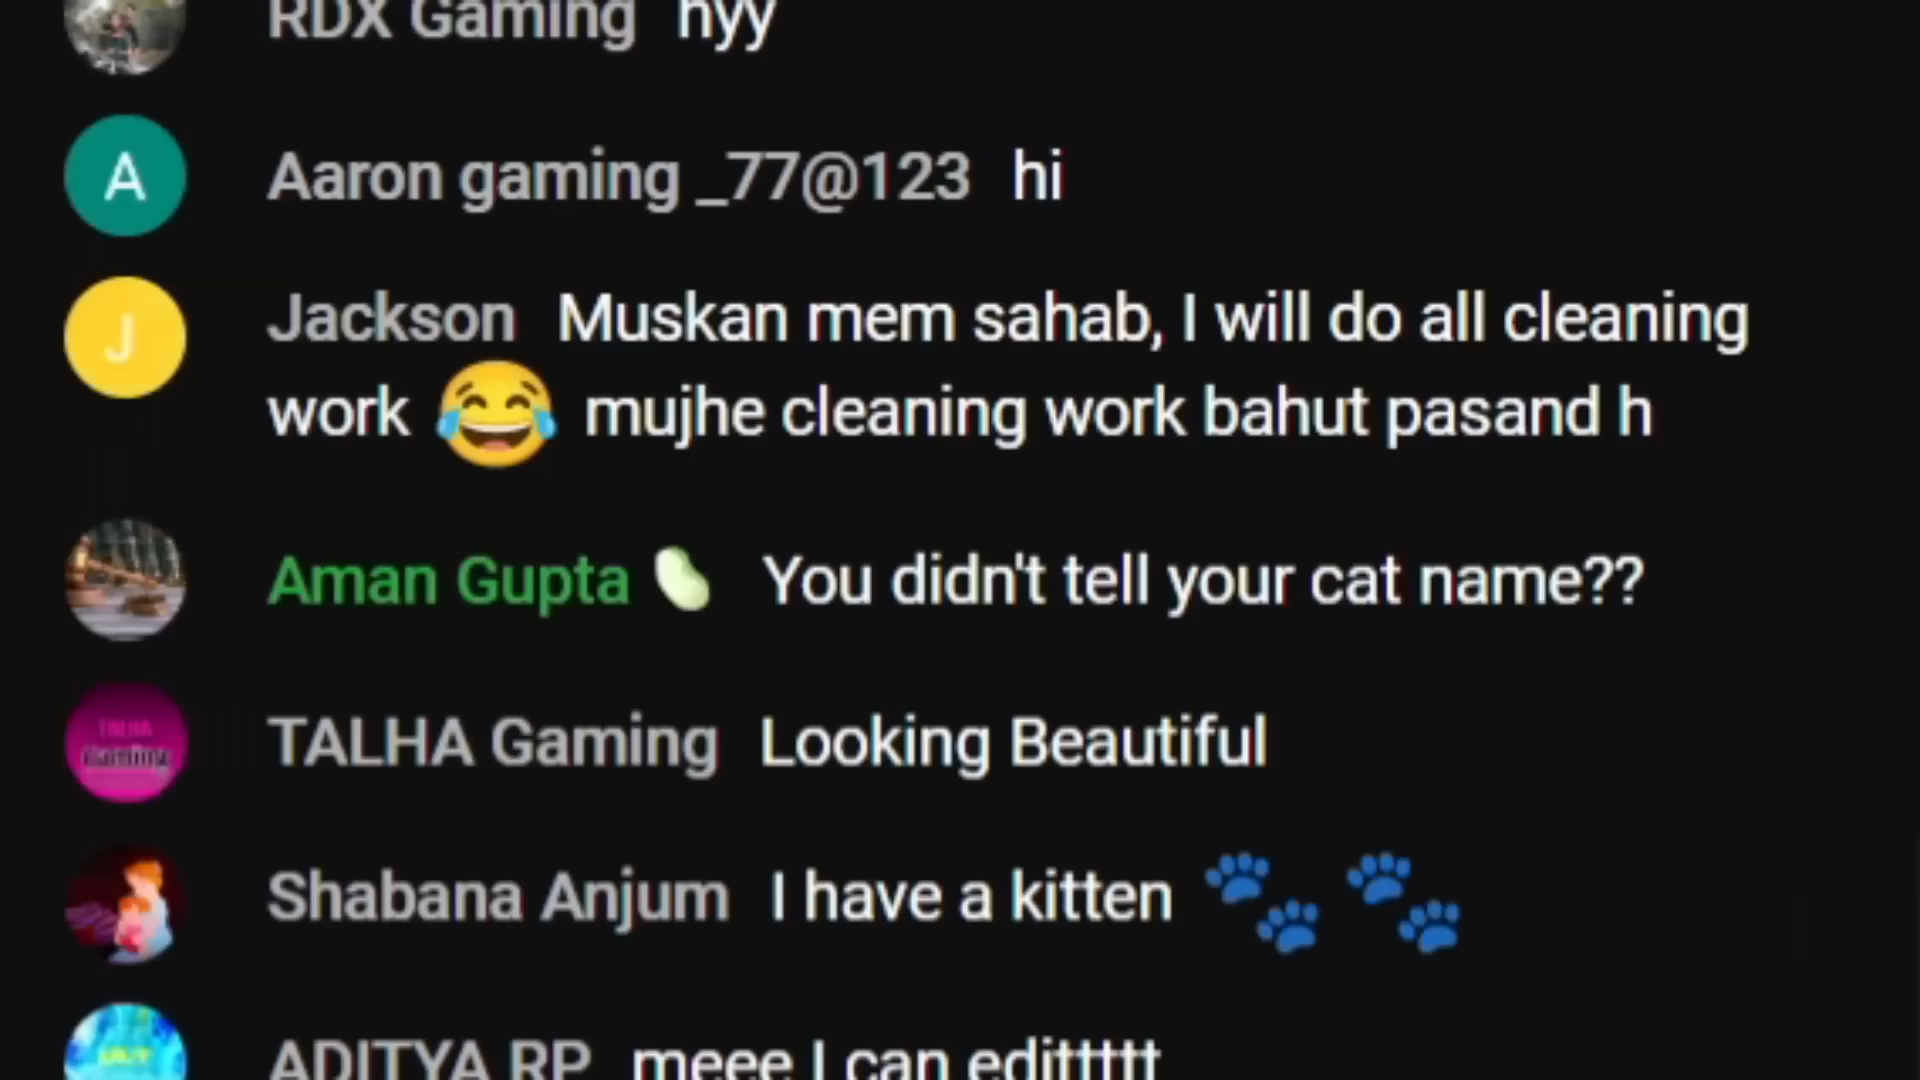 RDX Gaming hyy
A Aaron gaming _77@123 hi
J Jackson Muskan mem sahab, I will do all cleaning
work 😂 mujhe cleaning work bahut pasand h
Aman Gupta You didn't tell your cat name??
TALHA
Gaming
TALHA Gaming Looking Beautiful
Shabana Anjum I have a kitten 🐾 🐾
ADITYA RP meee I can edittttt